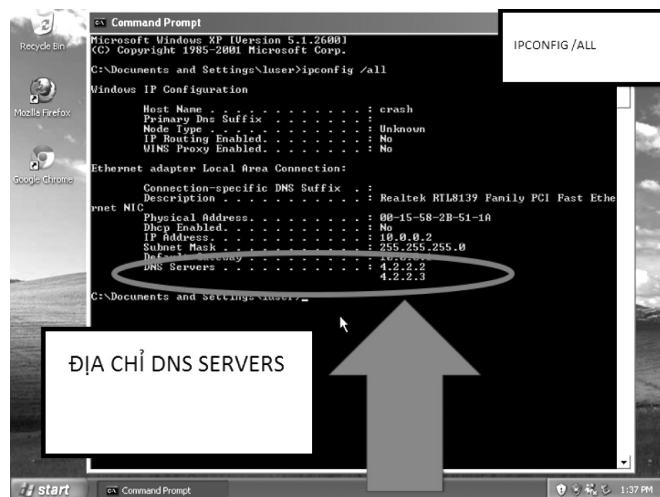 Recycle Bin
Mozilla Firefox
Google Chrome
Command Prompt
Microsoft Windows XP [Version 5.1.2600]
(C) Copyright 1985-2001 Microsoft Corp.
C:\Documents and Settings\luser>ipconfig /all
Windows IP Configuration
Host Name . . . . . . . . . . . . : crash
Primary Dns Suffix . . . . . . . :
Node Type . . . . . . . . . . . . : Unknown
IP Routing Enabled. . . . . . . . : No
WINS Proxy Enabled. . . . . . . . : No
Ethernet adapter Local Area Connection:
Connection-specific DNS Suffix . :
Description . . . . . . . . . . . : Realtek RTL8139 Family PCI Fast Ethe
rnet NIC
Physical Address. . . . . . . . . : 00-15-58-2B-51-1A
Dhcp Enabled. . . . . . . . . . . : No
IP Address. . . . . . . . . . . . : 10.0.0.2
Subnet Mask . . . . . . . . . . . : 255.255.255.0
Default Gateway . . . . . . . . . :
DNS Servers . . . . . . . . . . . : 4.2.2.2
4.2.2.3
C:\Documents and Settings\luser>_
IPCONFIG /ALL
ĐỊA CHỈ DNS SERVERS
start
Command Prompt
1:37 PM